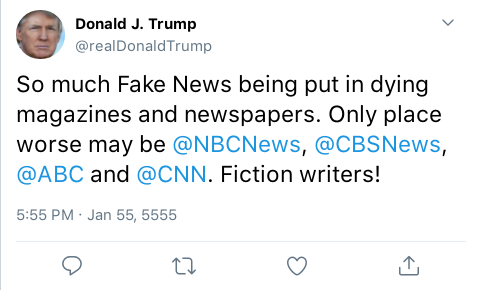 Donald J. Trump
@realDonaldTrump
So much Fake News being put in dying
magazines and newspapers. Only place
worse may be @NBCNews, @CBSNews,
@ABC and @CNN. Fiction writers!
5:55 PM · Jan 55, 5555